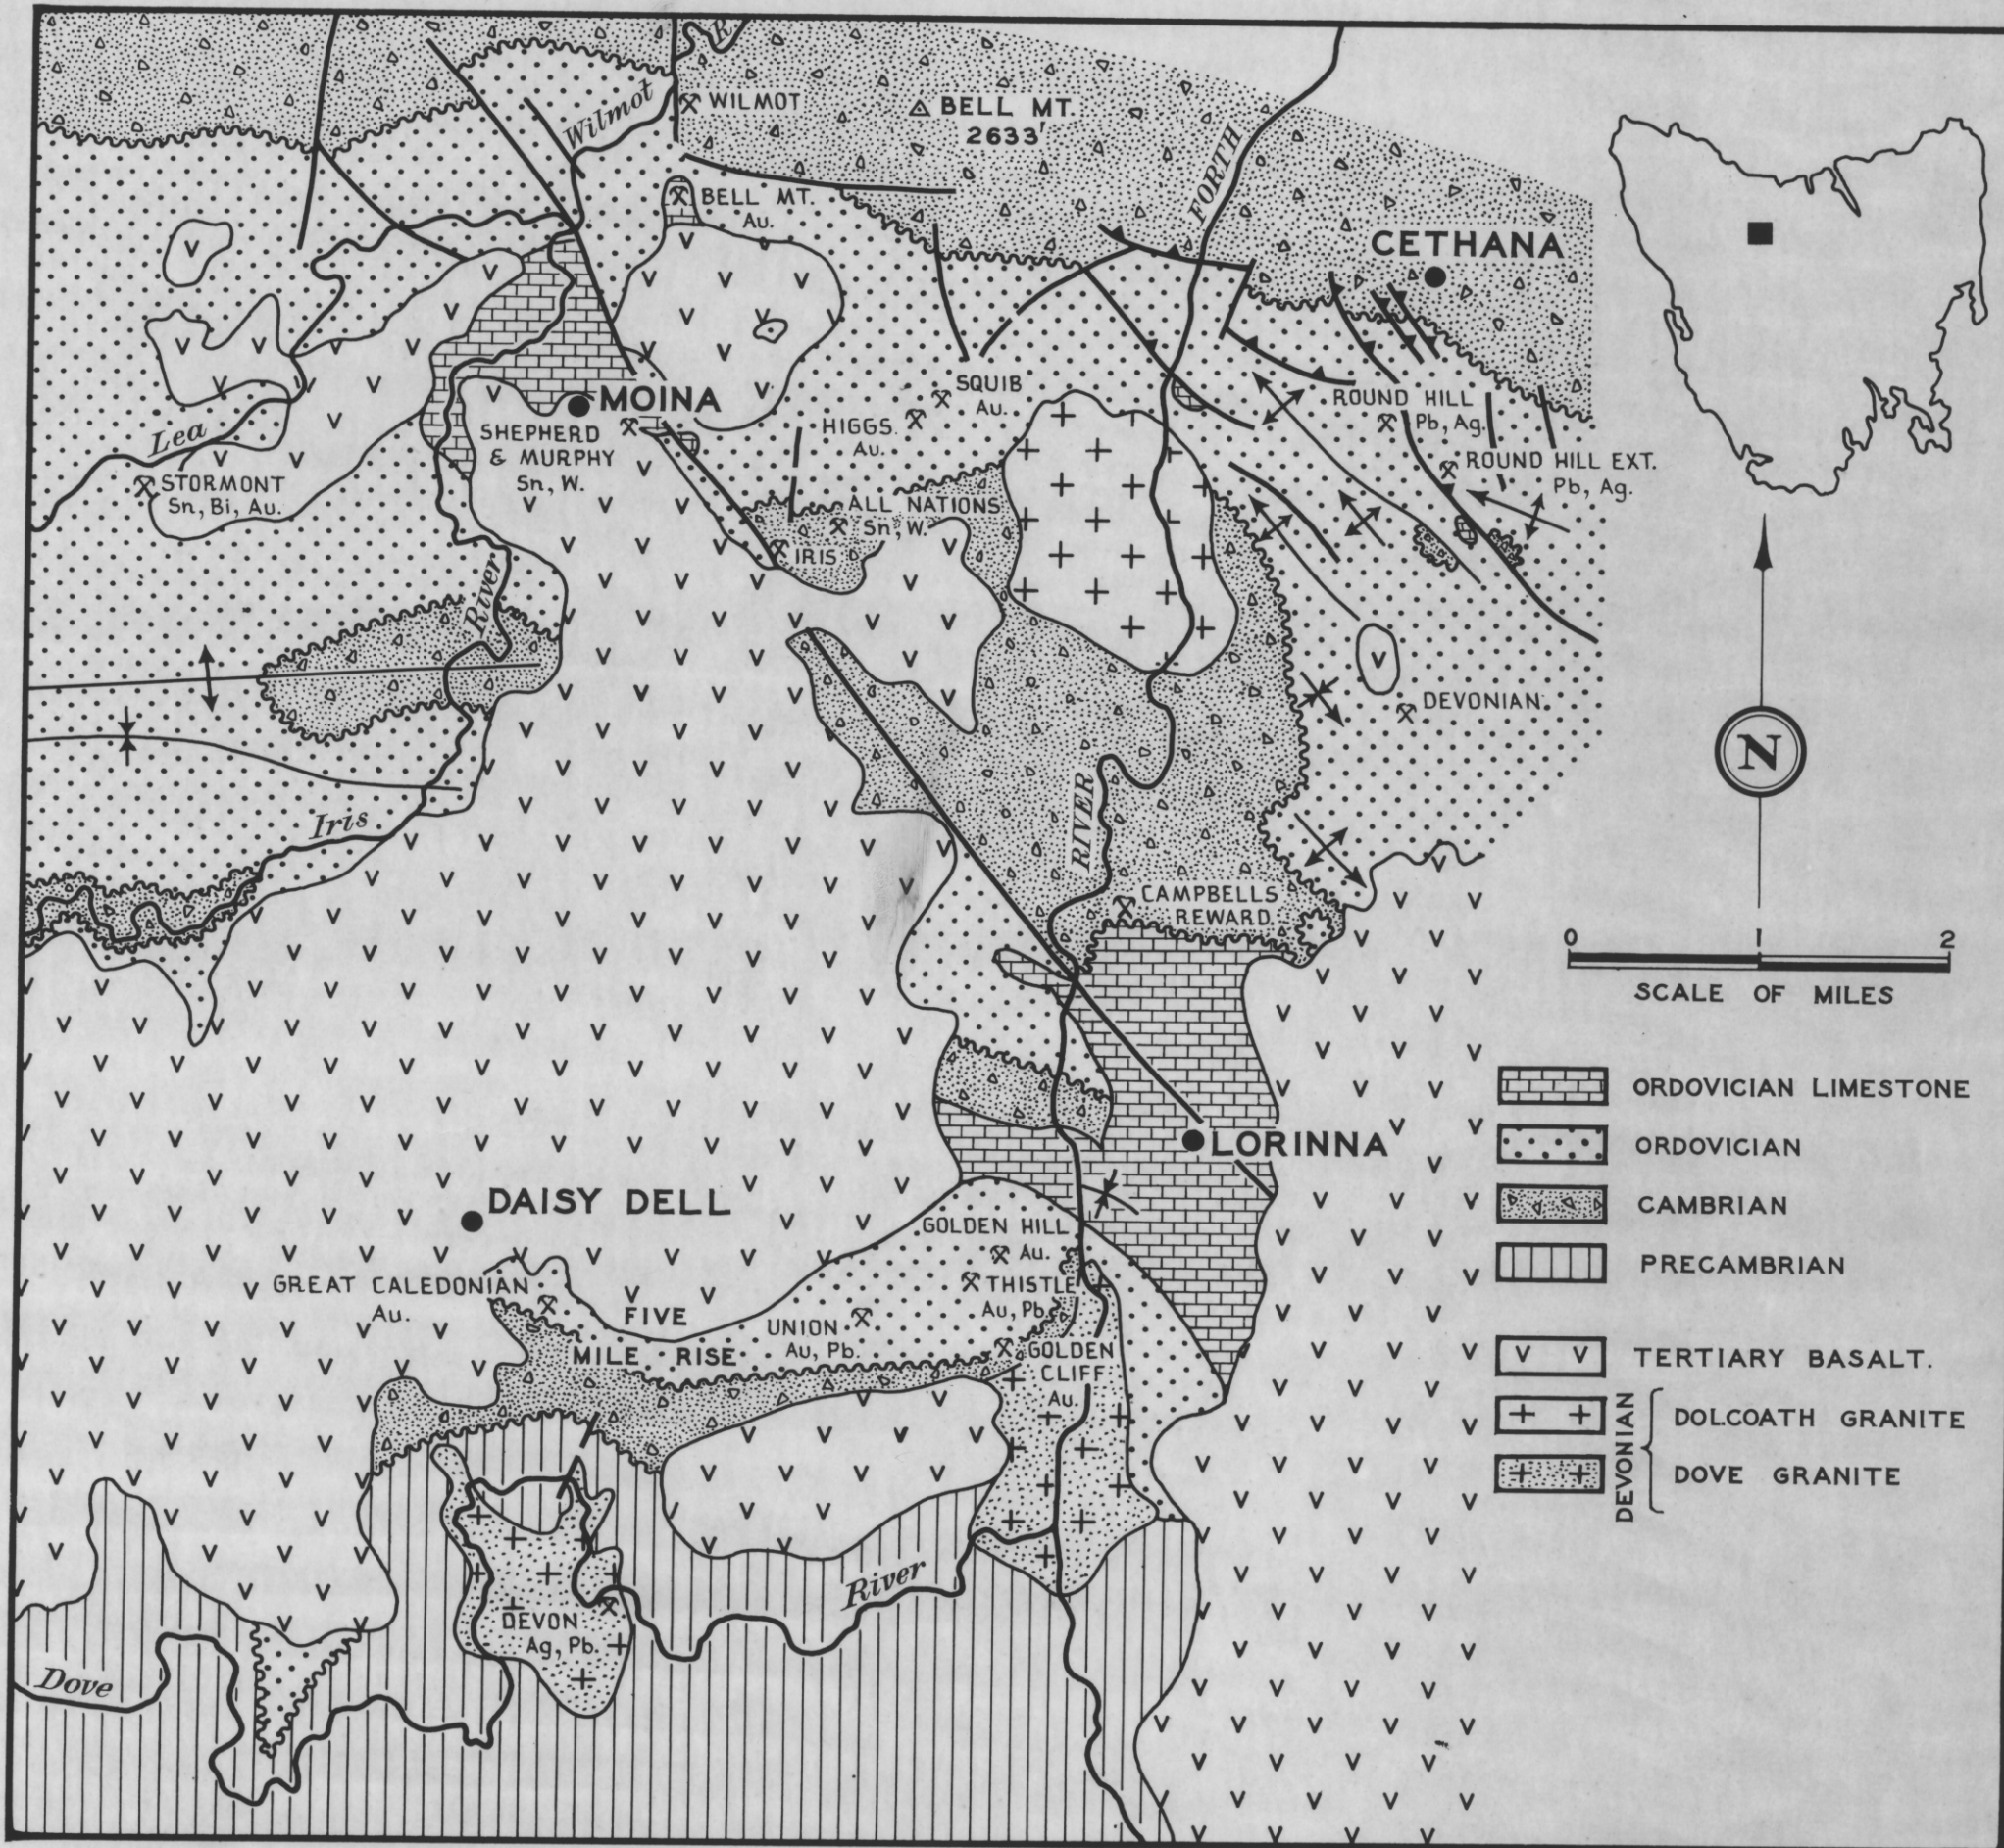 R.
Wilmot
WILMOT
BELL MT.
2633'
FORTH
BELL MT.
Au.
CETHANA
MOINA
SQUIB
Au.
HIGGS.
Au.
ROUND HILL
Pb, Ag.
SHEPHERD
& MURPHY
Sn, W.
Lea
STORMONT
Sn, Bi, Au.
ROUND HILL EXT.
Pb, Ag.
ALL NATIONS
Sn, W.
IRIS
River
DEVONIAN
Iris
RIVER
CAMPBELLS
REWARD.
N
0 1 2
SCALE OF MILES
LORINNA
DAISY DELL
GOLDEN HILL
Au.
THISTLE
Au, Pb.
GREAT CALEDONIAN
Au.
FIVE
MILE RISE
UNION
Au, Pb.
GOLDEN
CLIFF
Au.
River
DEVON
Ag, Pb.
Dove
ORDOVICIAN LIMESTONE
ORDOVICIAN
CAMBRIAN
PRECAMBRIAN
TERTIARY BASALT.
DEVONIAN
DOLCOATH GRANITE
DOVE GRANITE